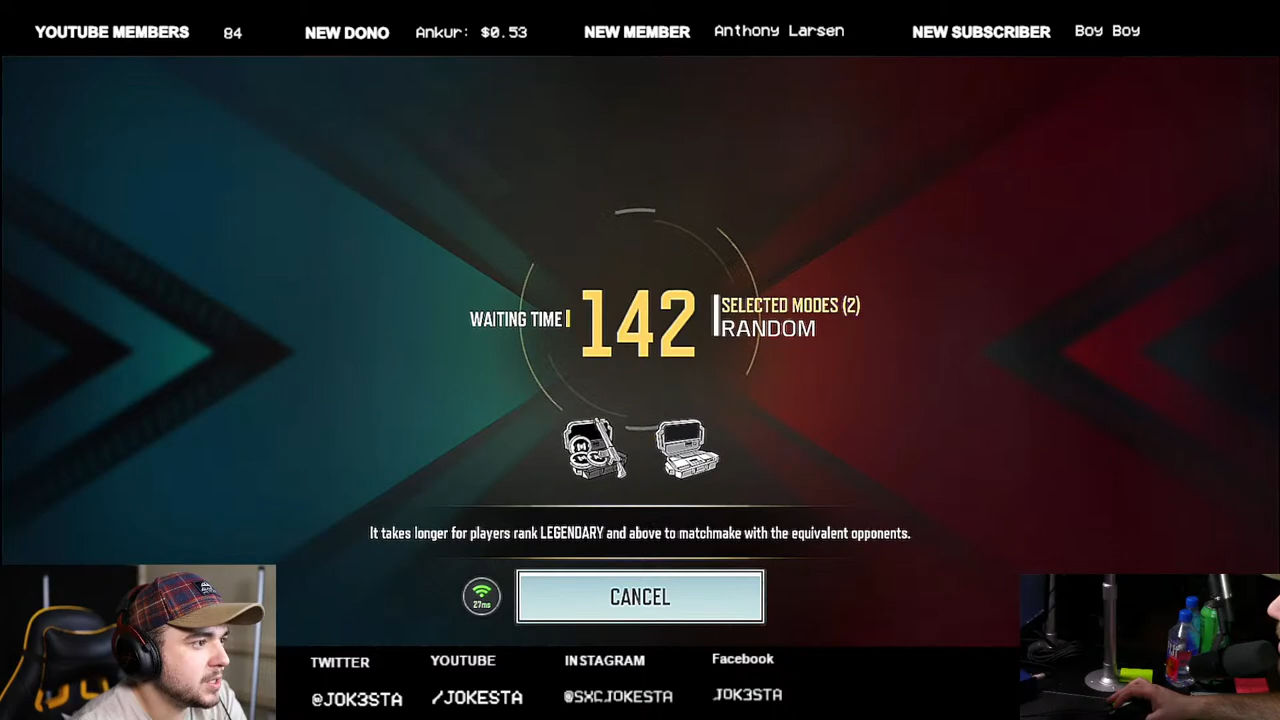 YOUTUBE MEMBERS 84 NEW DONO Ankur: $0.53 NEW MEMBER Anthony Larsen NEW SUBSCRIBER Boy Boy
WAITING TIME 142 SELECTED MODES (2)
RANDOM
It takes longer for players rank LEGENDARY and above to matchmake with the equivalent opponents.
27ms CANCEL
TWITTER YOUTUBE INSTAGRAM Facebook
@JOK3STA /JOKESTA @SXCJOKESTA JOK3STA